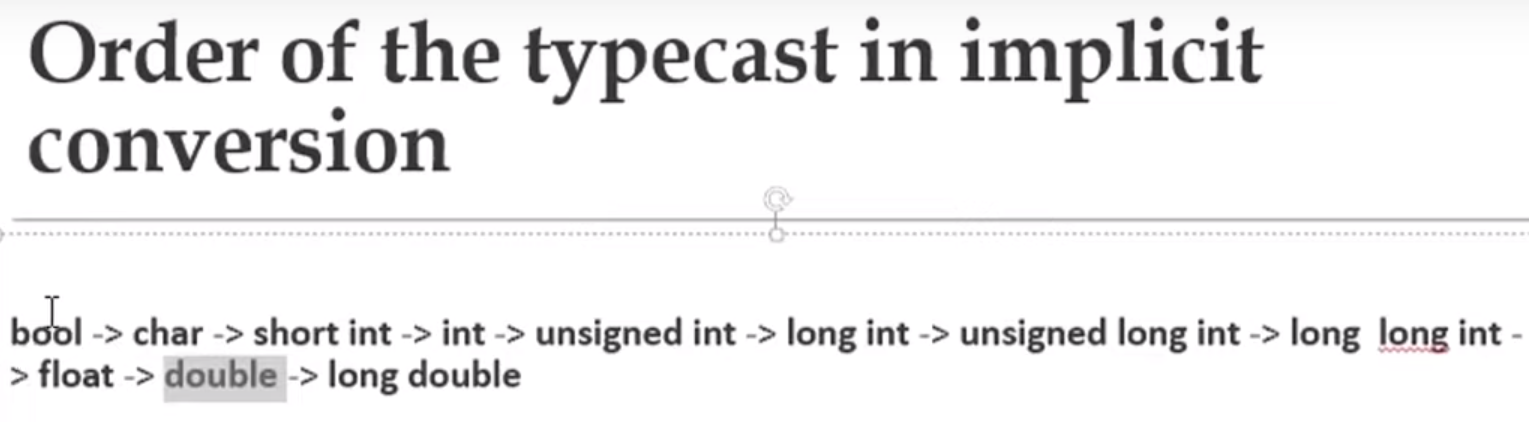 Order of the typecast in implicit
conversion
bool -> char -> short int -> int -> unsigned int -> long int -> unsigned long int -> long  long int -
> float -> double -> long double